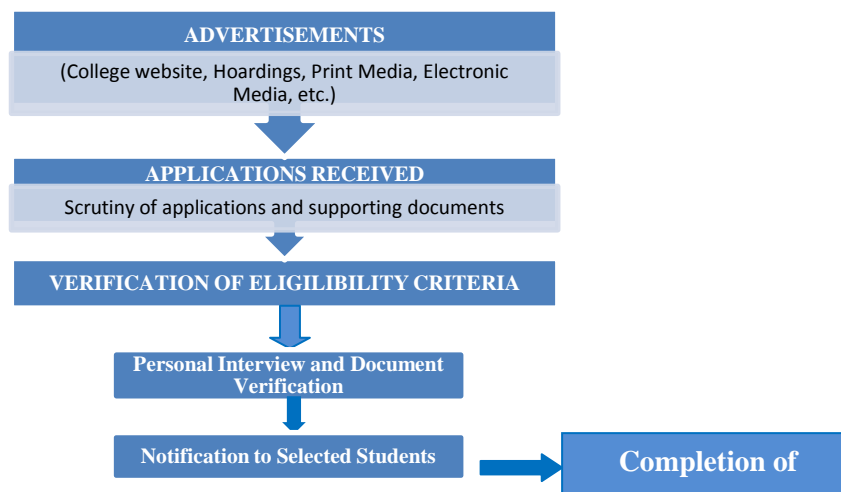 ADVERTISEMENTS
(College website, Hoardings, Print Media, Electronic
Media, etc.)
APPLICATIONS RECEIVED
Scrutiny of applications and supporting documents
VERIFICATION OF ELIGILIBILITY CRITERIA
Personal Interview and Document
Verification
Notification to Selected Students
Completion of